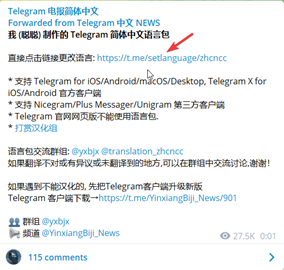 Telegram 电报简体中文
Forwarded from Telegram 中文 NEWS
我 (聪聪) 制作的 Telegram 简体中文语言包
直接点击链接更改语言: https://t.me/setlanguage/zhcncc
* 支持 Telegram for iOS/Android/macOS/Desktop, Telegram X for
iOS/Android 官方客户端
* 支持 Nicegram/Plus Messager/Unigram 第三方客户端
* Telegram 官网网页版不能使用语言包.
* 打赏汉化组
语言包交流群组: @yxbjx @translation_zhcncc
如果翻译不对或有异议或未翻译到的地方,可以在群组中交流讨论,谢谢!
如果遇到不能汉化的, 先把Telegram客户端升级新版
Telegram 客户端下载→https://t.me/YinxiangBiji_News/901
群组 @yxbjx
频道 @YinxiangBiji_News
27.5K 0:01
115 comments